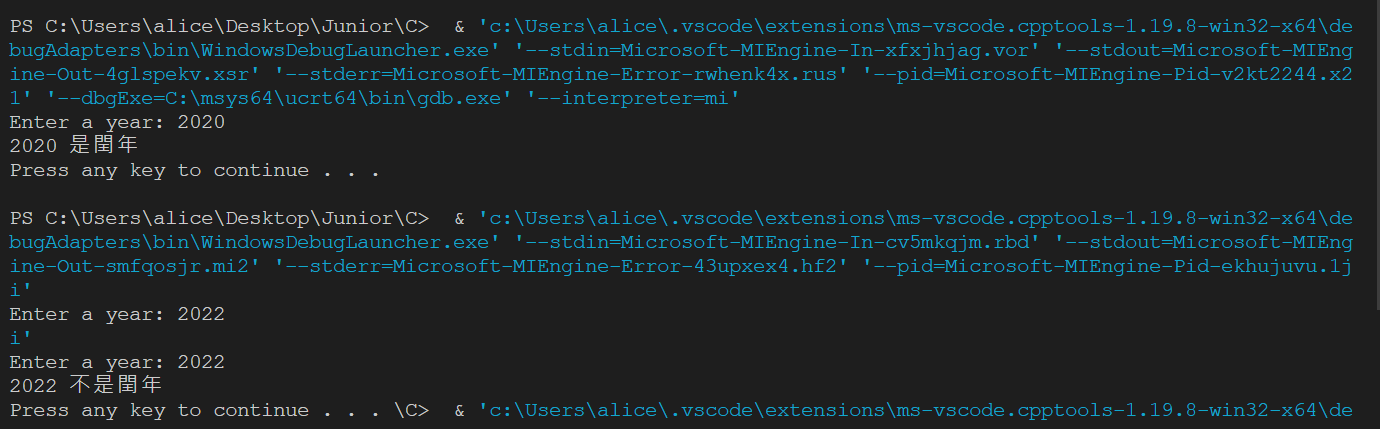 PS C:\Users\alice\Desktop\Junior\C>  & 'c:\Users\alice\.vscode\extensions\ms-vscode.cpptools-1.19.8-win32-x64\de
bugAdapters\bin\WindowsDebugLauncher.exe' '--stdin=Microsoft-MIEngine-In-xfxjhjag.vor' '--stdout=Microsoft-MIEng
ine-Out-4glspekv.xsr' '--stderr=Microsoft-MIEngine-Error-rwhenk4x.rus' '--pid=Microsoft-MIEngine-Pid-v2kt2244.x2
1' '--dbgExe=C:\msys64\ucrt64\bin\gdb.exe' '--interpreter=mi'
Enter a year: 2020
2020 是閏年
Press any key to continue . . .
PS C:\Users\alice\Desktop\Junior\C>  & 'c:\Users\alice\.vscode\extensions\ms-vscode.cpptools-1.19.8-win32-x64\de
bugAdapters\bin\WindowsDebugLauncher.exe' '--stdin=Microsoft-MIEngine-In-cv5mkqjm.rbd' '--stdout=Microsoft-MIEng
ine-Out-smfqosjr.mi2' '--stderr=Microsoft-MIEngine-Error-43upxex4.hf2' '--pid=Microsoft-MIEngine-Pid-ekhujuvu.1j
i'
Enter a year: 2022
i'
Enter a year: 2022
2022 不是閏年
Press any key to continue . . . \C>  & 'c:\Users\alice\.vscode\extensions\ms-vscode.cpptools-1.19.8-win32-x64\de